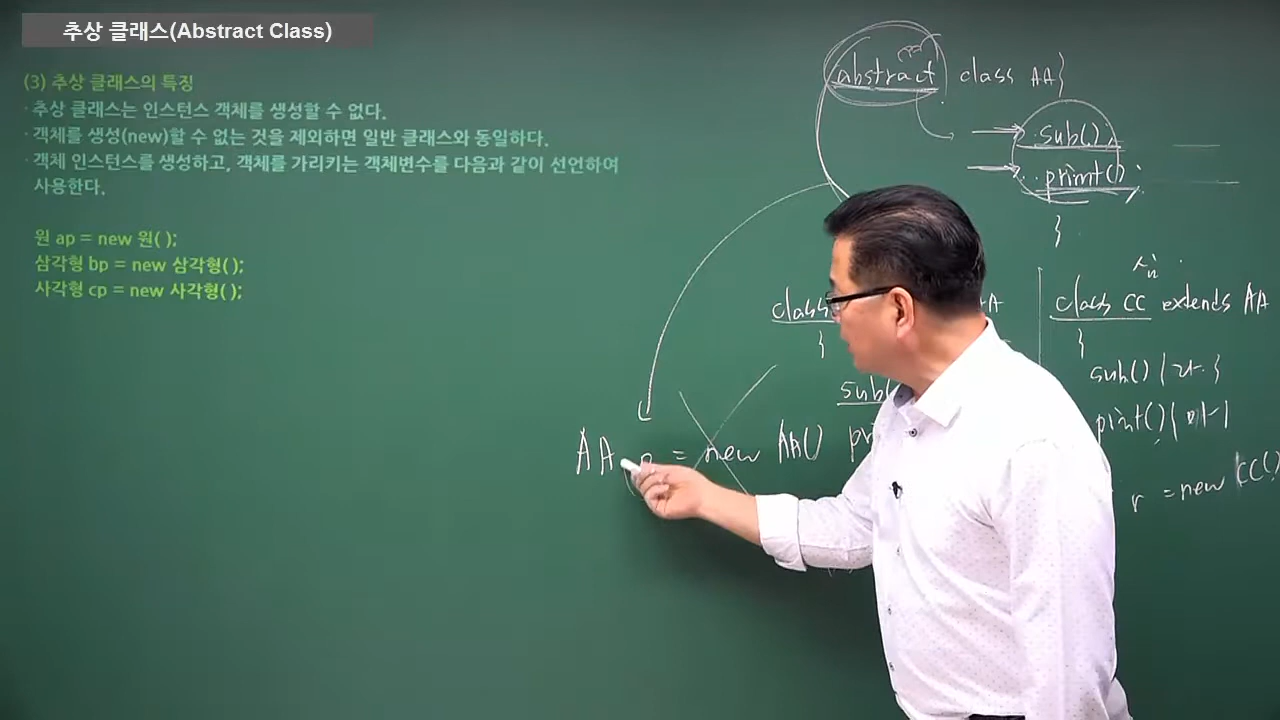 추상 클래스(Abstract Class)
(3) 추상 클래스의 특징
· 추상 클래스는 인스턴스 객체를 생성할 수 없다.
· 객체를 생성(new)할 수 없는 것을 제외하면 일반 클래스와 동일하다.
· 객체 인스턴스를 생성하고, 객체를 가리키는 객체변수를 다음과 같이 선언하여
사용한다.
원 ap = new 원( );
삼각형 bp = new 삼각형( );
사각형 cp = new 사각형( );
abstract class AA{
sub();
print();
}
class
class CC extends AA
{
{
sub() {
sub(
print() {
AA = new AA() pr
r = new CC()